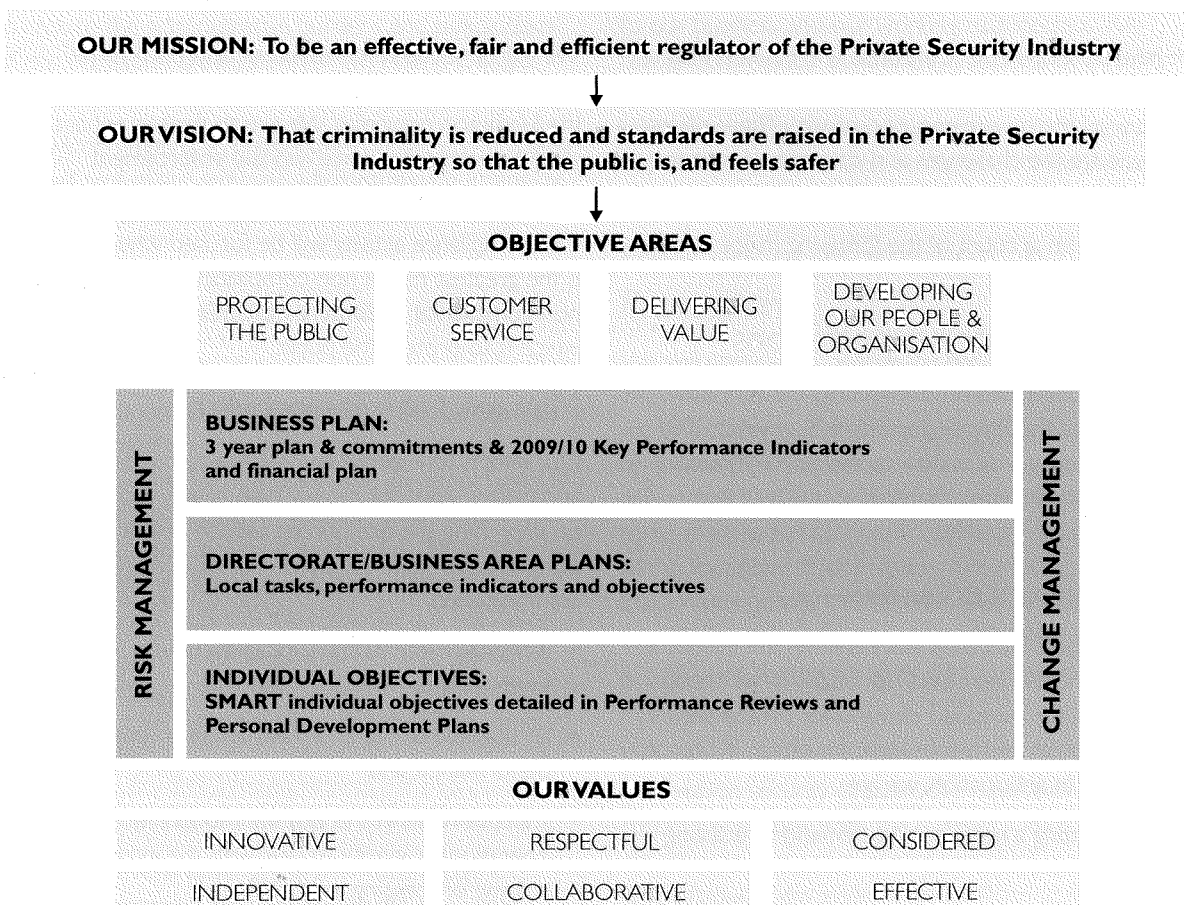 OUR MISSION: To be an effective, fair and efficient regulator of the Private Security Industry
OUR VISION: That criminality is reduced and standards are raised in the Private Security
Industry so that the public is, and feels safer
OBJECTIVE AREAS
PROTECTING
THE PUBLIC
CUSTOMER
SERVICE
DELIVERING
VALUE
DEVELOPING
OUR PEOPLE &
ORGANISATION
RISK MANAGEMENT
BUSINESS PLAN:
3 year plan & commitments & 2009/10 Key Performance Indicators
and financial plan
DIRECTORATE/BUSINESS AREA PLANS:
Local tasks, performance indicators and objectives
INDIVIDUAL OBJECTIVES:
SMART individual objectives detailed in Performance Reviews and
Personal Development Plans
CHANGE MANAGEMENT
OUR VALUES
INNOVATIVE
RESPECTFUL
CONSIDERED
INDEPENDENT
COLLABORATIVE
EFFECTIVE